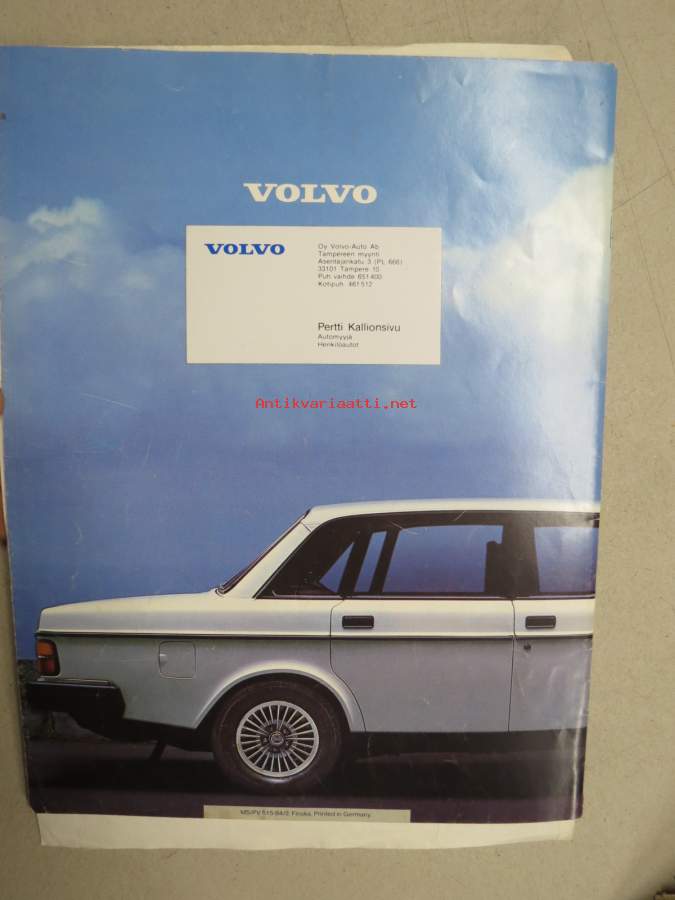 VOLVO
VOLVO
Oy Volvo-Auto Ab
Tampereen myynti
Asentajankatu 3 (PL 666)
33101 Tampere 10
Puh. vaihde 651 400
Kotipuh. 461 512
Pertti Kallionsivu
Automyyjä
Henkilöautot
Antikvariaatti.net
MS/PV 515-84/2. Finska. Printed in Germany.